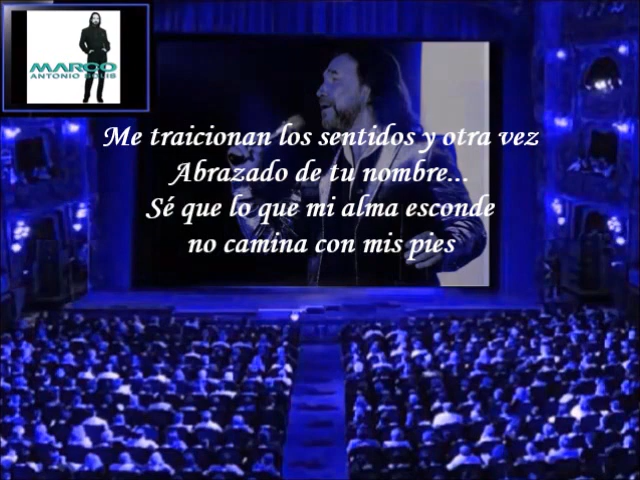 MARCO
ANTONIO SOLIS
Me traicionan los sentidos y otra vez
Abrazado de tu nombre...
Sé que lo que mi alma esconde
no camina con mis pies